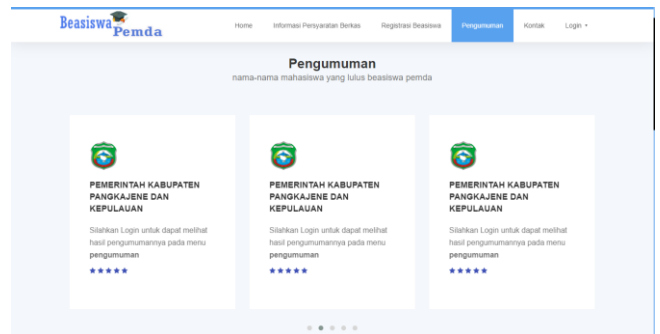 Beasiswa
Pemda
Home Informasi Persyaratan Berkas Registrasi Beasiswa Pengumuman Kontak Login
Pengumuman
nama-nama mahasiswa yang lulus beasiswa pemda
PEMERINTAH KABUPATEN
PANGKAJENE DAN
KEPULAUAN
Silahkan Login untuk dapat melihat
hasil pengumumannya pada menu
pengumuman
PEMERINTAH KABUPATEN
PANGKAJENE DAN
KEPULAUAN
Silahkan Login untuk dapat melihat
hasil pengumumannya pada menu
pengumuman
PEMERINTAH KABUPATEN
PANGKAJENE DAN
KEPULAUAN
Silahkan Login untuk dapat melihat
hasil pengumumannya pada menu
pengumuman